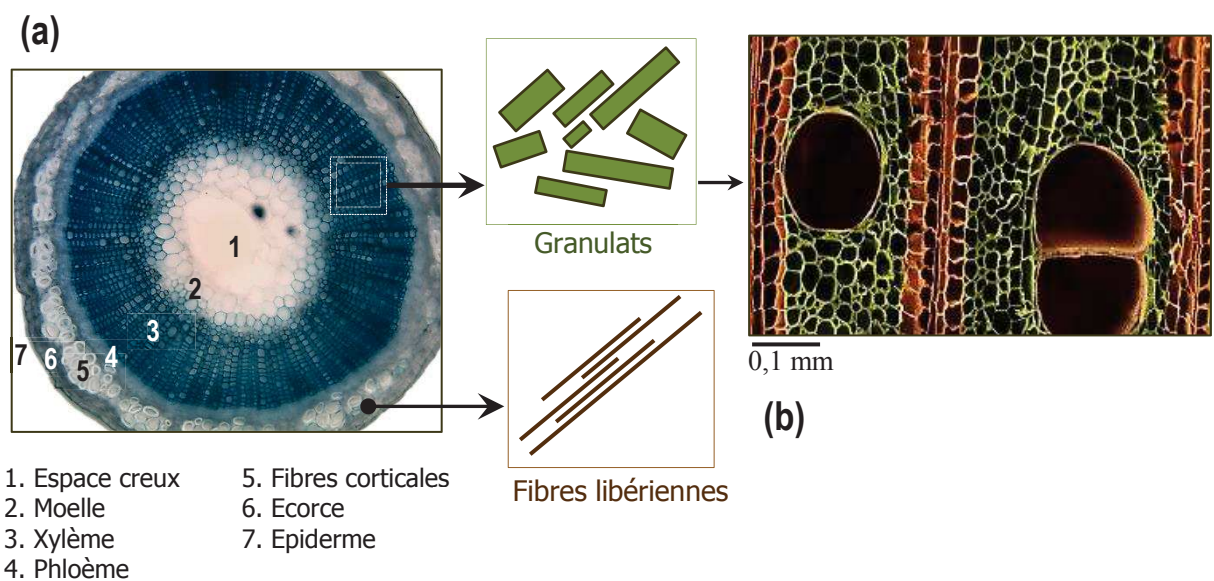 (a)
1
2
3
4
5
6
7
Granulats
Fibres libériennes
0,1 mm
(b)
1. Espace creux
2. Moelle
3. Xylème
4. Phloème
5. Fibres corticales
6. Ecorce
7. Epiderme